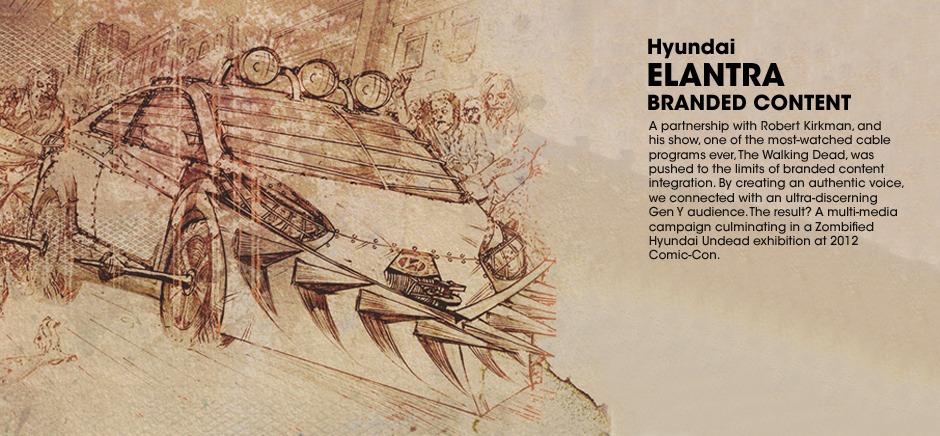 Hyundai
ELANTRA
BRANDED CONTENT
A partnership with Robert Kirkman, and
his show, one of the most-watched cable
programs ever, The Walking Dead, was
pushed to the limits of branded content
integration. By creating an authentic voice,
we connected with an ultra-discerning
Gen Y audience. The result? A multi-media
campaign culminating in a Zombified
Hyundai Undead exhibition at 2012
Comic-Con.